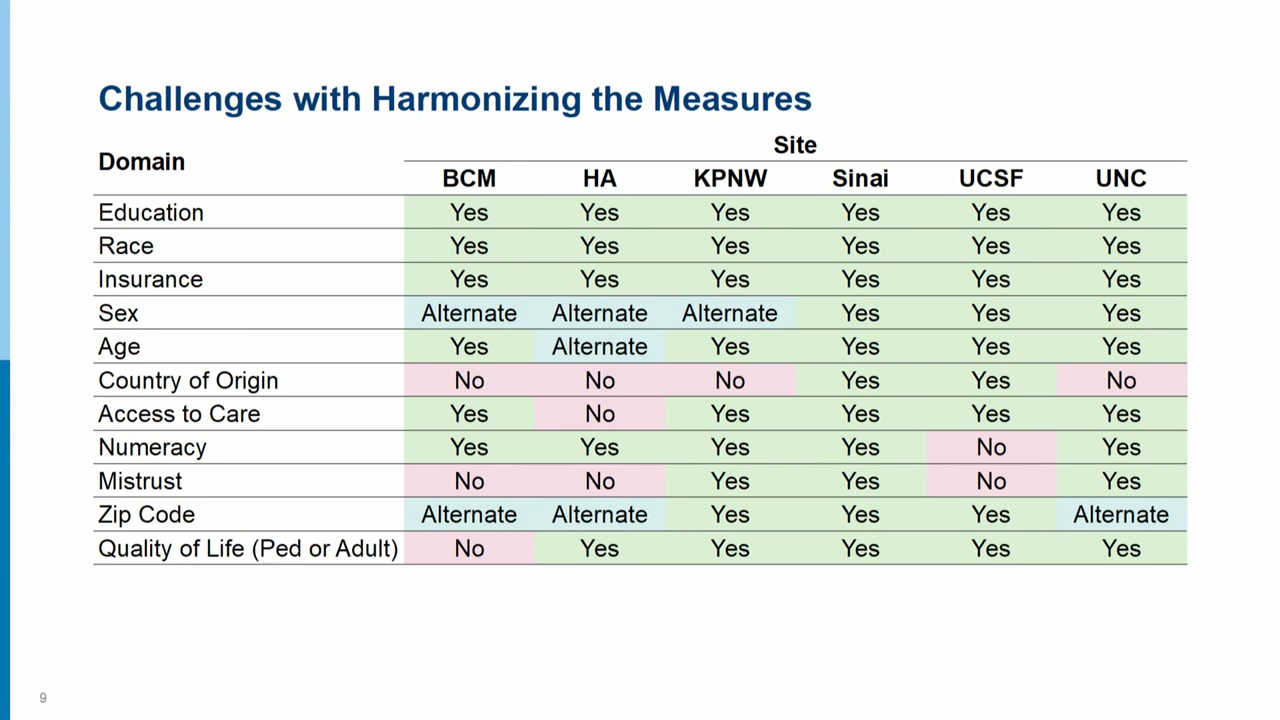 Challenges with Harmonizing the Measures
Domain Site
BCM HA KPNW Sinai UCSF UNC
Education Yes Yes Yes Yes Yes Yes
Race Yes Yes Yes Yes Yes Yes
Insurance Yes Yes Yes Yes Yes Yes
Sex Alternate Alternate Alternate Yes Yes Yes
Age Yes Alternate Yes Yes Yes Yes
Country of Origin No No No Yes Yes No
Access to Care Yes No Yes Yes Yes Yes
Numeracy Yes Yes Yes Yes No Yes
Mistrust No No Yes Yes No Yes
Zip Code Alternate Alternate Yes Yes Yes Alternate
Quality of Life (Ped or Adult) No Yes Yes Yes Yes Yes
9